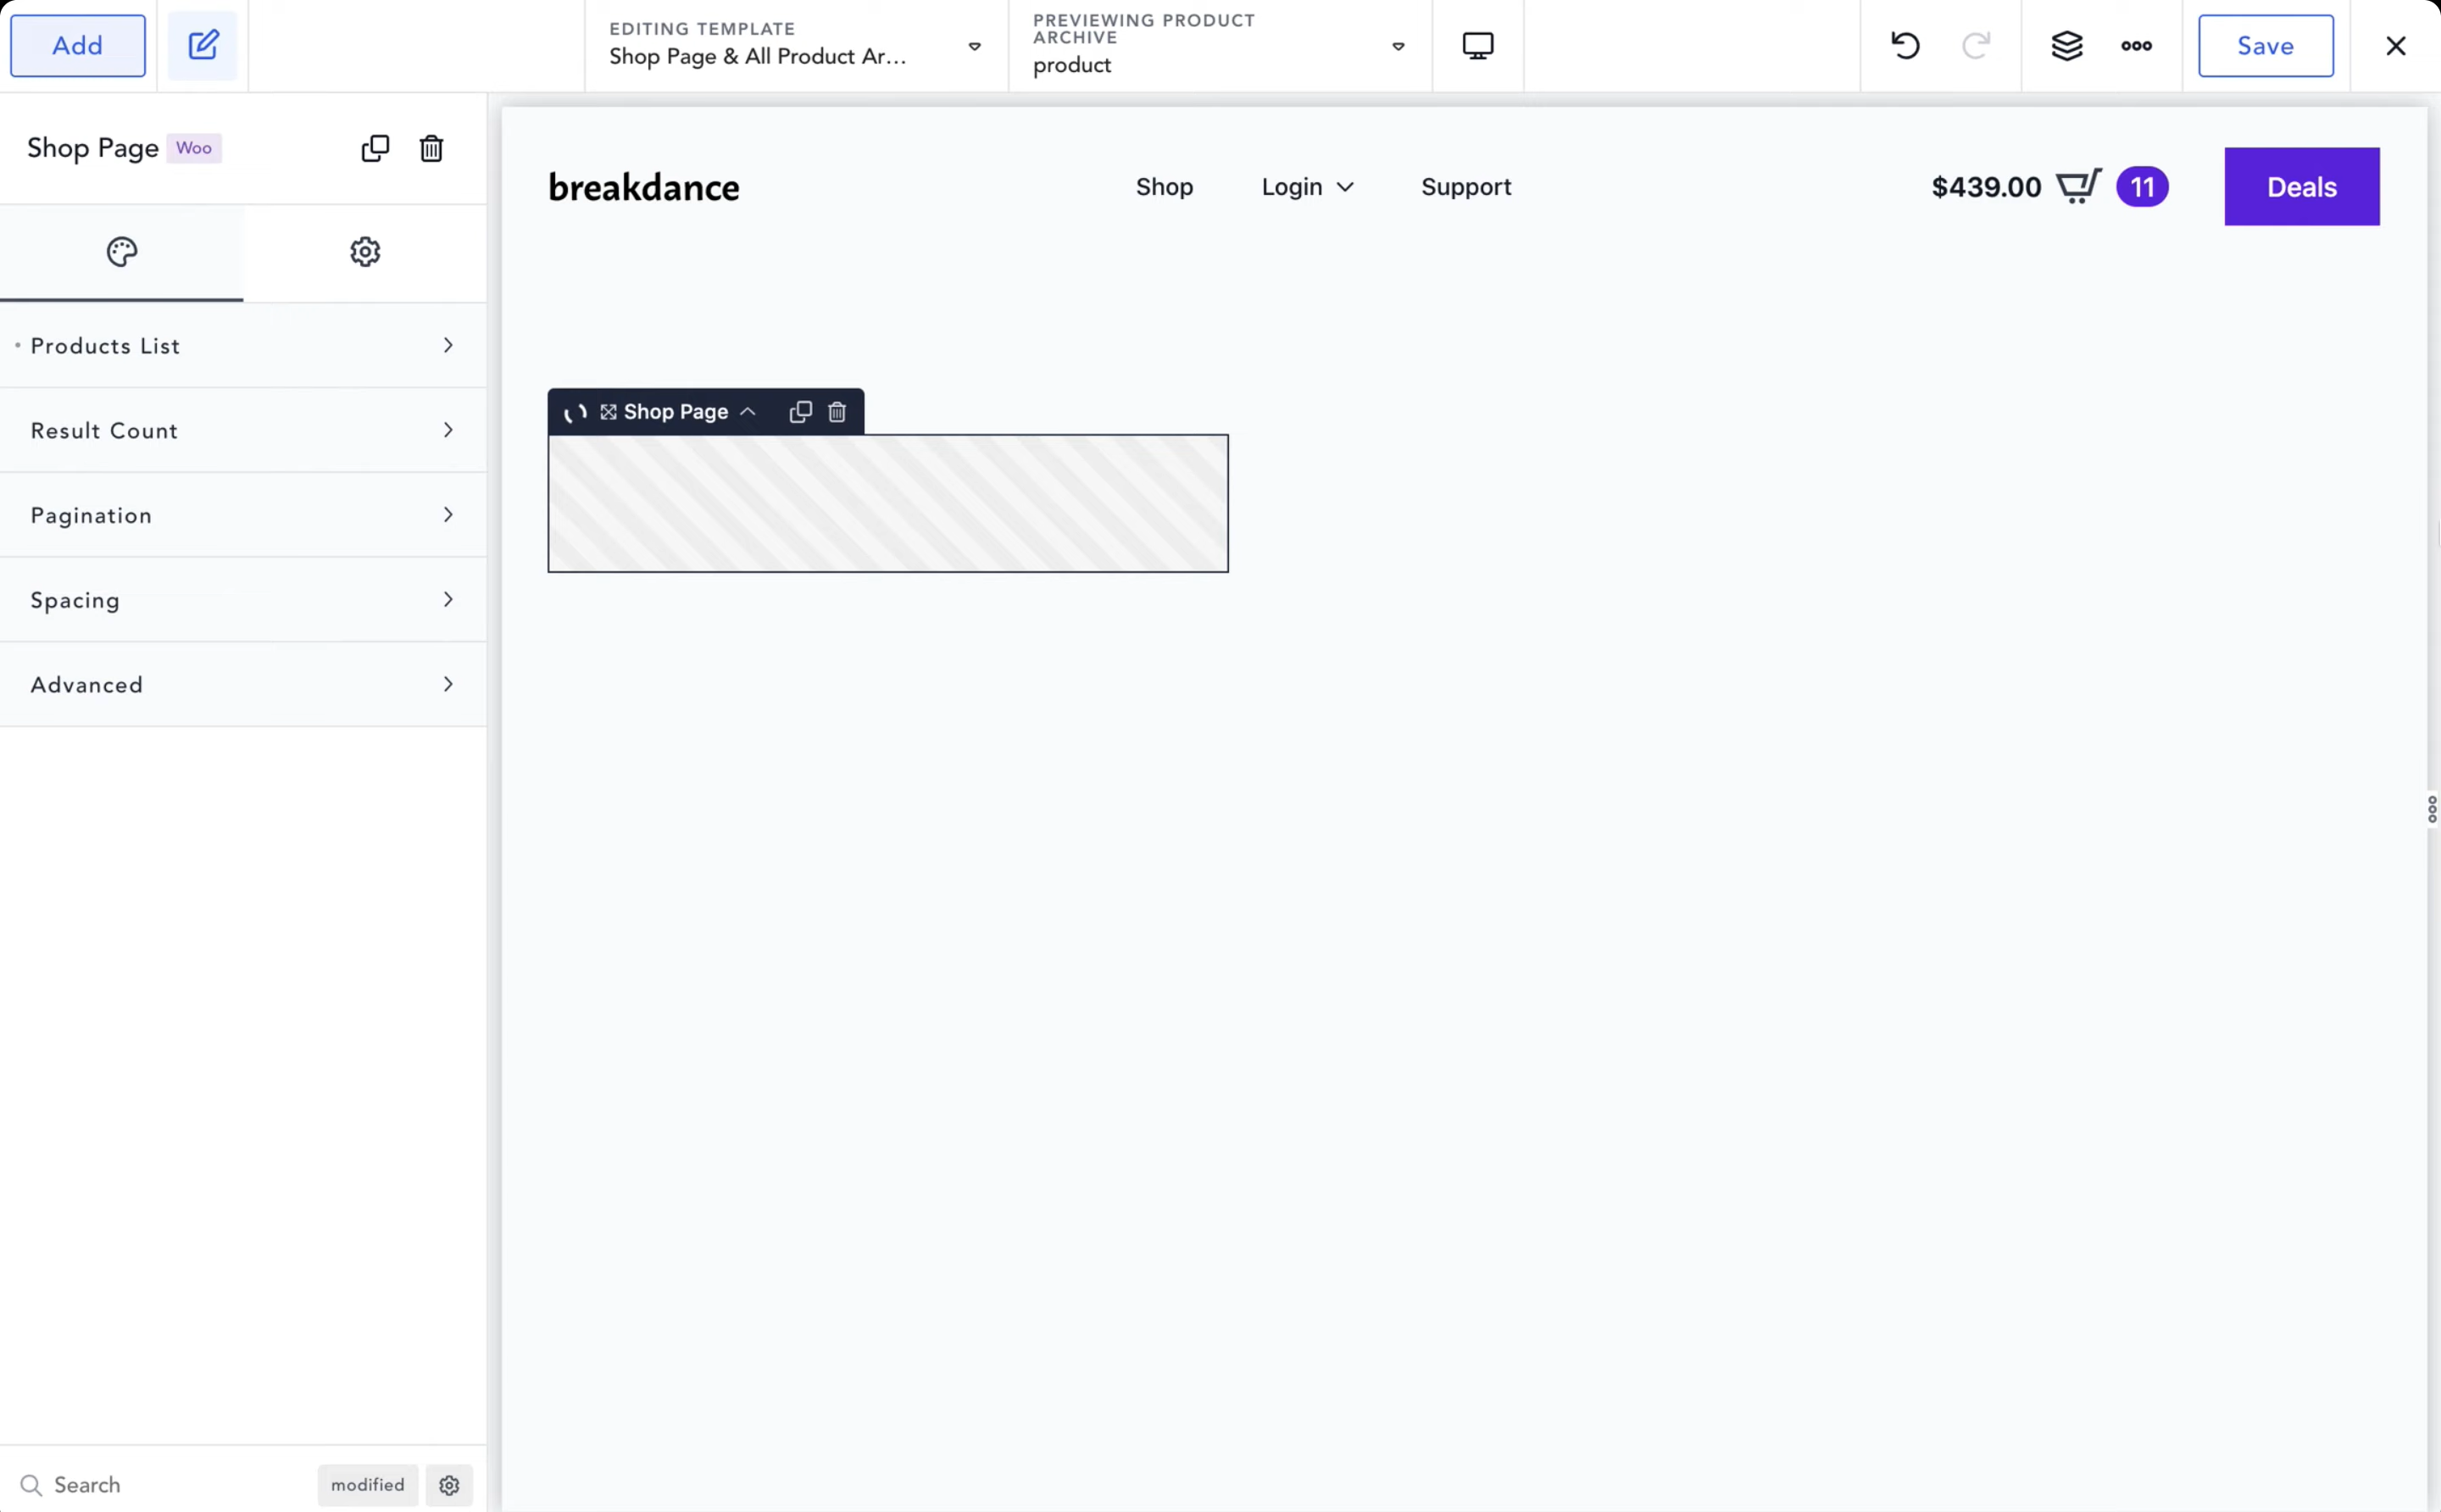 Add
EDITING TEMPLATE
Shop Page & All Product Ar...
PREVIEWING PRODUCT
ARCHIVE
product
Save
Shop Page Woo
breakdance
Shop
Login
Support
$439.00
11
Deals
Products List
Result Count
Pagination
Spacing
Advanced
Shop Page
Search
modified